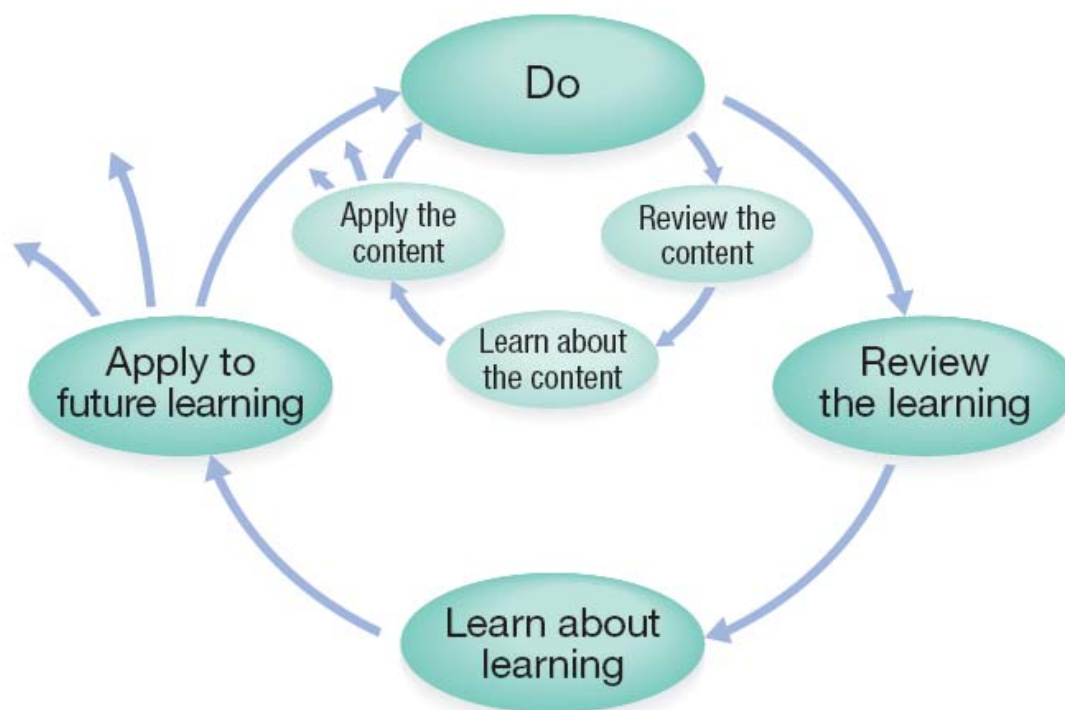 Do
Apply the
content
Review the
content
Learn about
the content
Apply to
future learning
Review
the learning
Learn about
learning